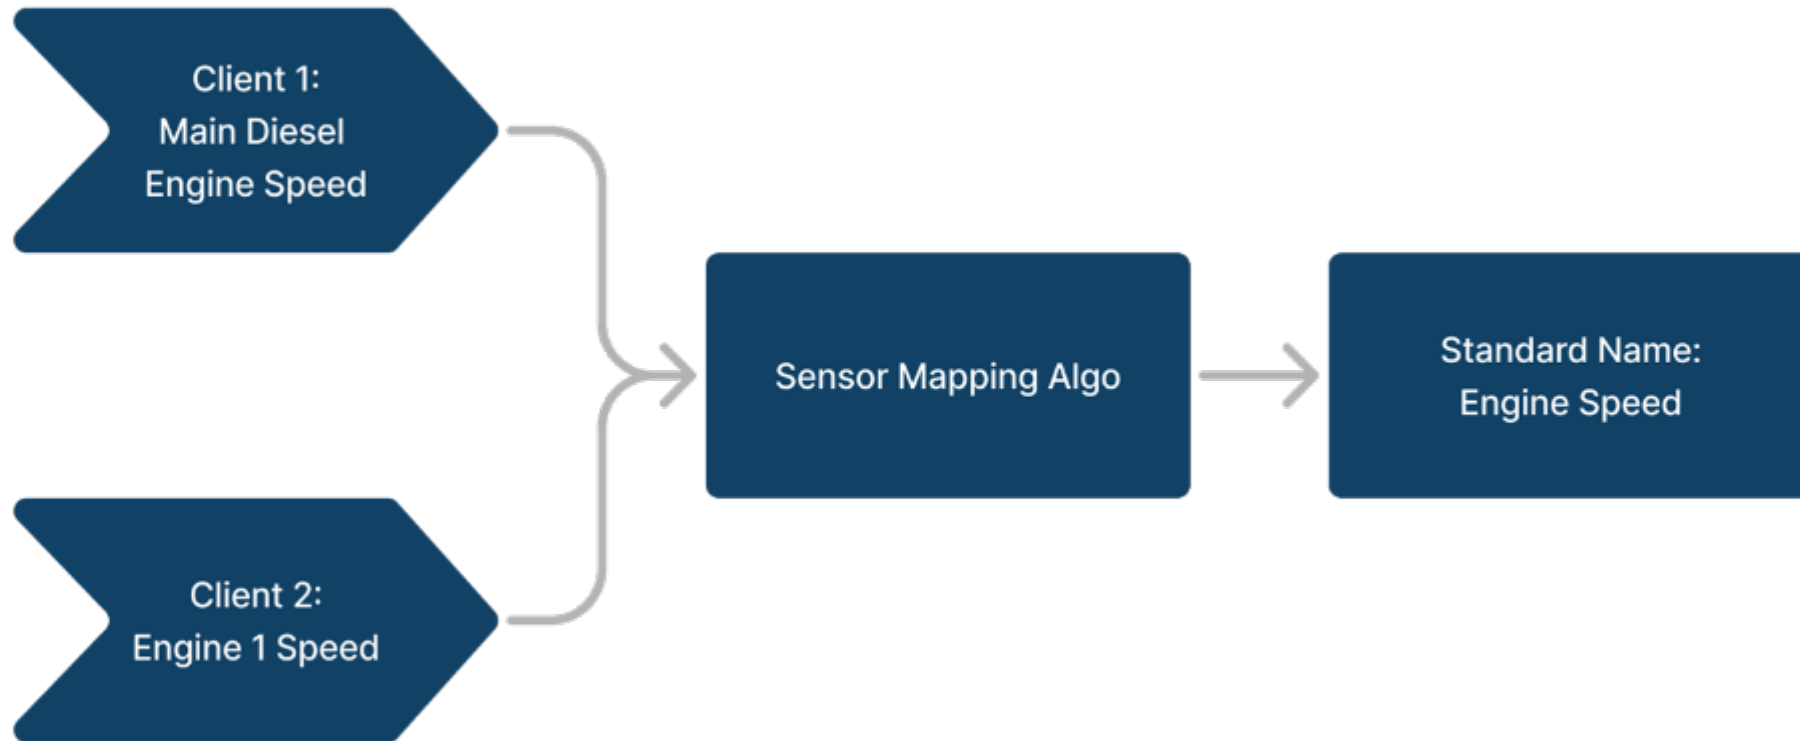 Client 1:
Main Diesel
Engine Speed
Sensor Mapping Algo
Standard Name:
Engine Speed
Client 2:
Engine 1 Speed